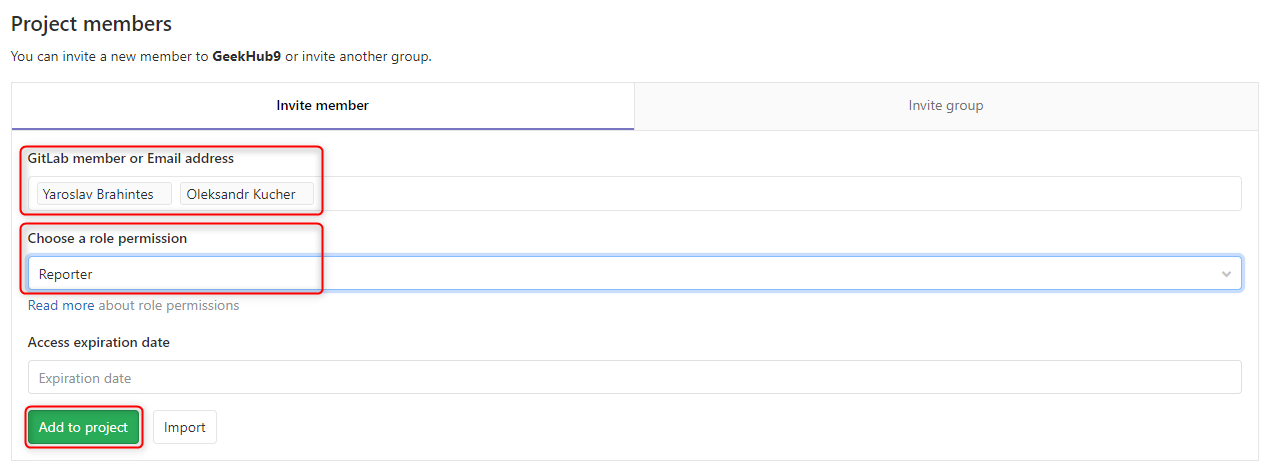 Project members
You can invite a new member to GeekHub9 or invite another group.
Invite member
Invite group
GitLab member or Email address
Yaroslav Brahintes
Oleksandr Kucher
Choose a role permission
Reporter
Read more about role permissions
Access expiration date
Expiration date
Add to project
Import